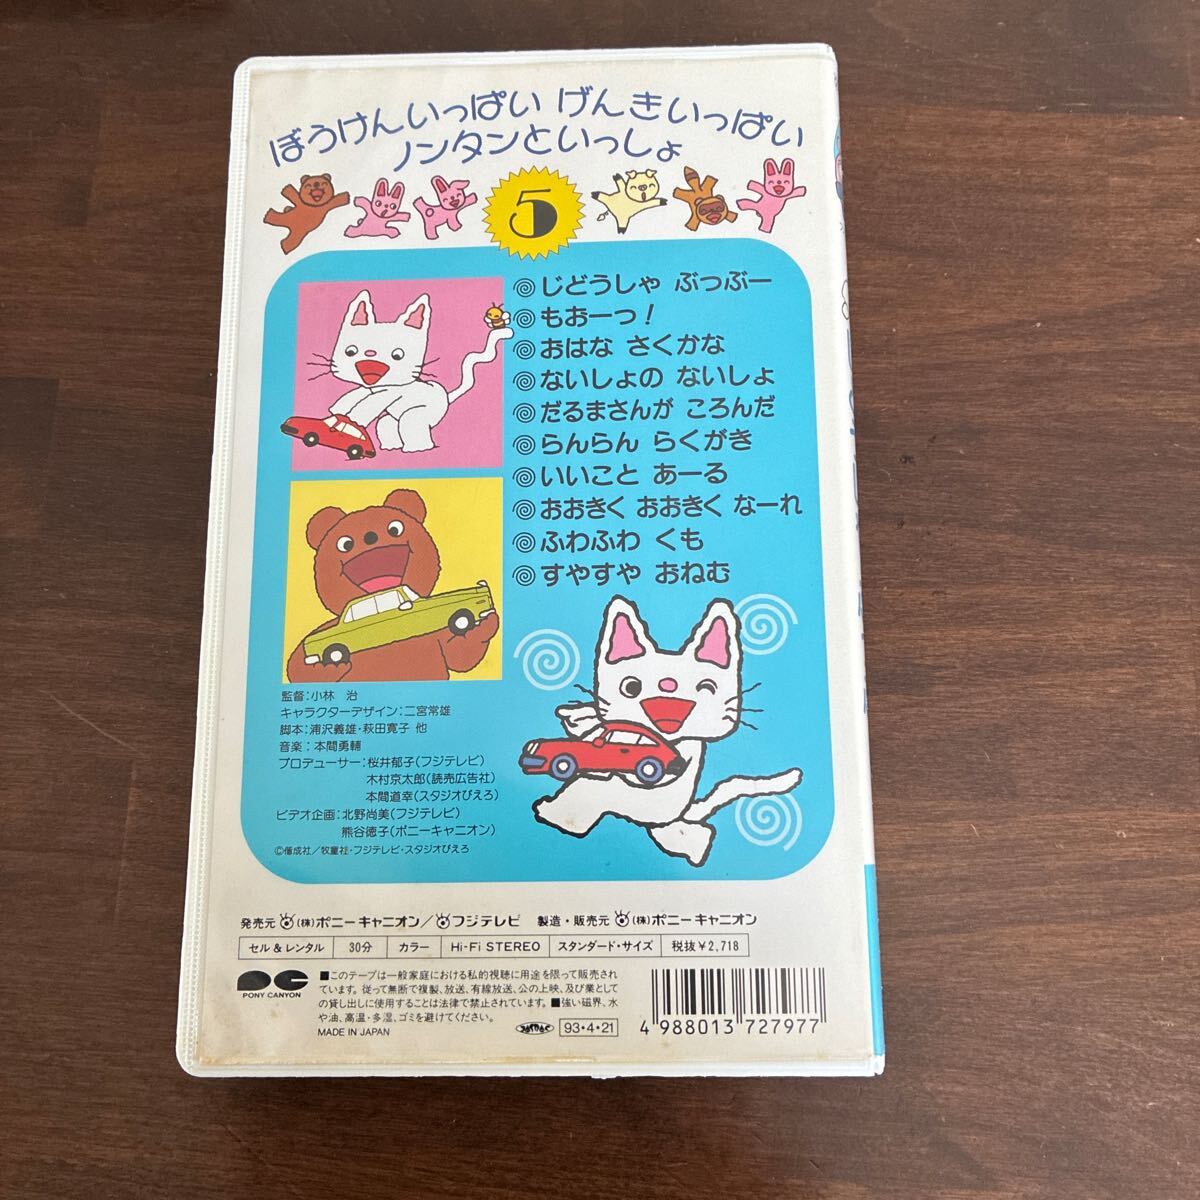 ぼうけんいっぱい げんきいっぱい
ノンタンといっしょ
5
じどうしゃ ぶっぶー
もおーっ!
おはな さくかな
ないしょの ないしょ
だるまさんが ころんだ
らんらん らくがき
いいこと あーる
おおきく おおきく なーれ
ふわふわ くも
すやすや おねむ
監督:小林 治
キャラクターデザイン:二宮常雄
脚本:浦沢義雄・萩田寛子 他
音楽:本間勇輔
プロデューサー:桜井郁子(フジテレビ)
木村京太郎(読売広告社)
本間道幸(スタジオぴえろ)
ビデオ企画:北野尚美(フジテレビ)
熊谷徳子(ポニーキャニオン)
©偕成社/牧童社・フジテレビ・スタジオぴえろ
発売元 (株)ポニーキャニオン/フジテレビ 製造・販売元 (株)ポニーキャニオン
セル&レンタル 30分 カラー Hi-Fi STEREO スタンダード・サイズ 税抜¥2,718
PONY CANYON
■このテープは一般家庭における私的視聴に用途を限って販売され
ています。従って無断で複製、放送、有線放送、公の上映、及び業として
の貸し出しに使用することは法律で禁止されています。■強い磁界、水
や油、高温・多湿、ゴミを避けてください。
MADE IN JAPAN
93・4・21
4 988013 727977